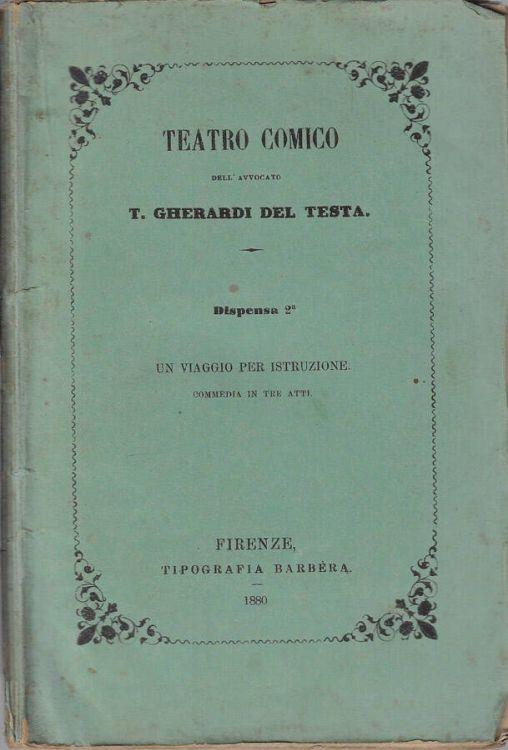 TEATRO COMICO
DELL' AVVOCATO
T. GHERARDI DEL TESTA.
Dispensa 2ª
UN VIAGGIO PER ISTRUZIONE.
COMMEDIA IN TRE ATTI.
FIRENZE,
TIPOGRAFIA BARBÈRA.
1880